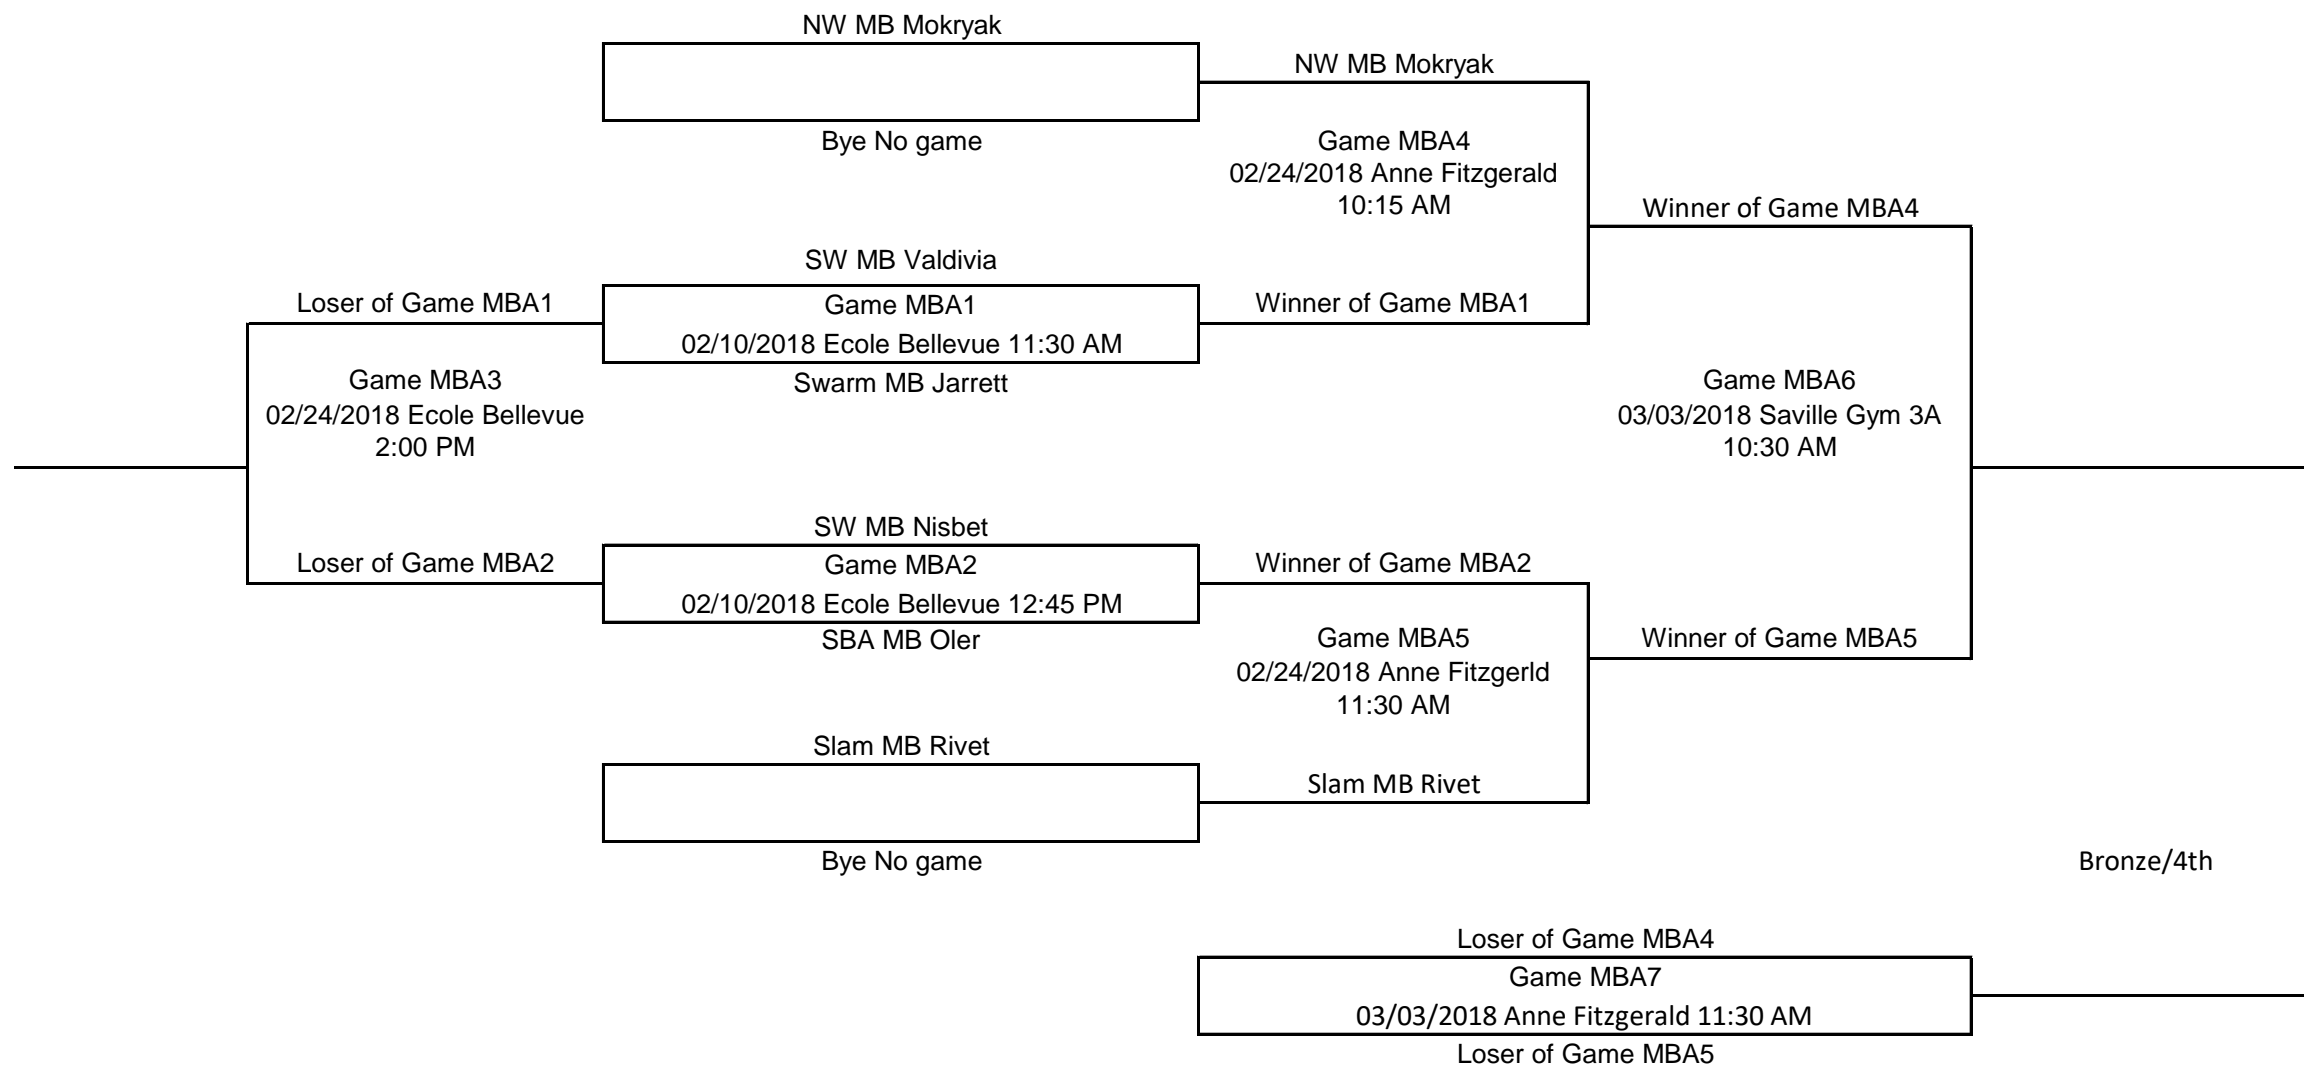 NW MB Mokryak
NW MB Mokryak
Bye No game
Game MBA4
02/24/2018 Anne Fitzgerald
10:15 AM
Winner of Game MBA4
SW MB Valdivia
Loser of Game MBA1
Game MBA1
Winner of Game MBA1
02/10/2018 Ecole Bellevue 11:30 AM
Swarm MB Jarrett
Game MBA3
02/24/2018 Ecole Bellevue
2:00 PM
Game MBA6
03/03/2018 Saville Gym 3A
10:30 AM
SW MB Nisbet
Loser of Game MBA2
Game MBA2
Winner of Game MBA2
02/10/2018 Ecole Bellevue 12:45 PM
SBA MB Oler
Game MBA5
02/24/2018 Anne Fitzgerld
11:30 AM
Winner of Game MBA5
Slam MB Rivet
Slam MB Rivet
Bye No game
Bronze/4th
Loser of Game MBA4
Game MBA7
03/03/2018 Anne Fitzgerald 11:30 AM
Loser of Game MBA5